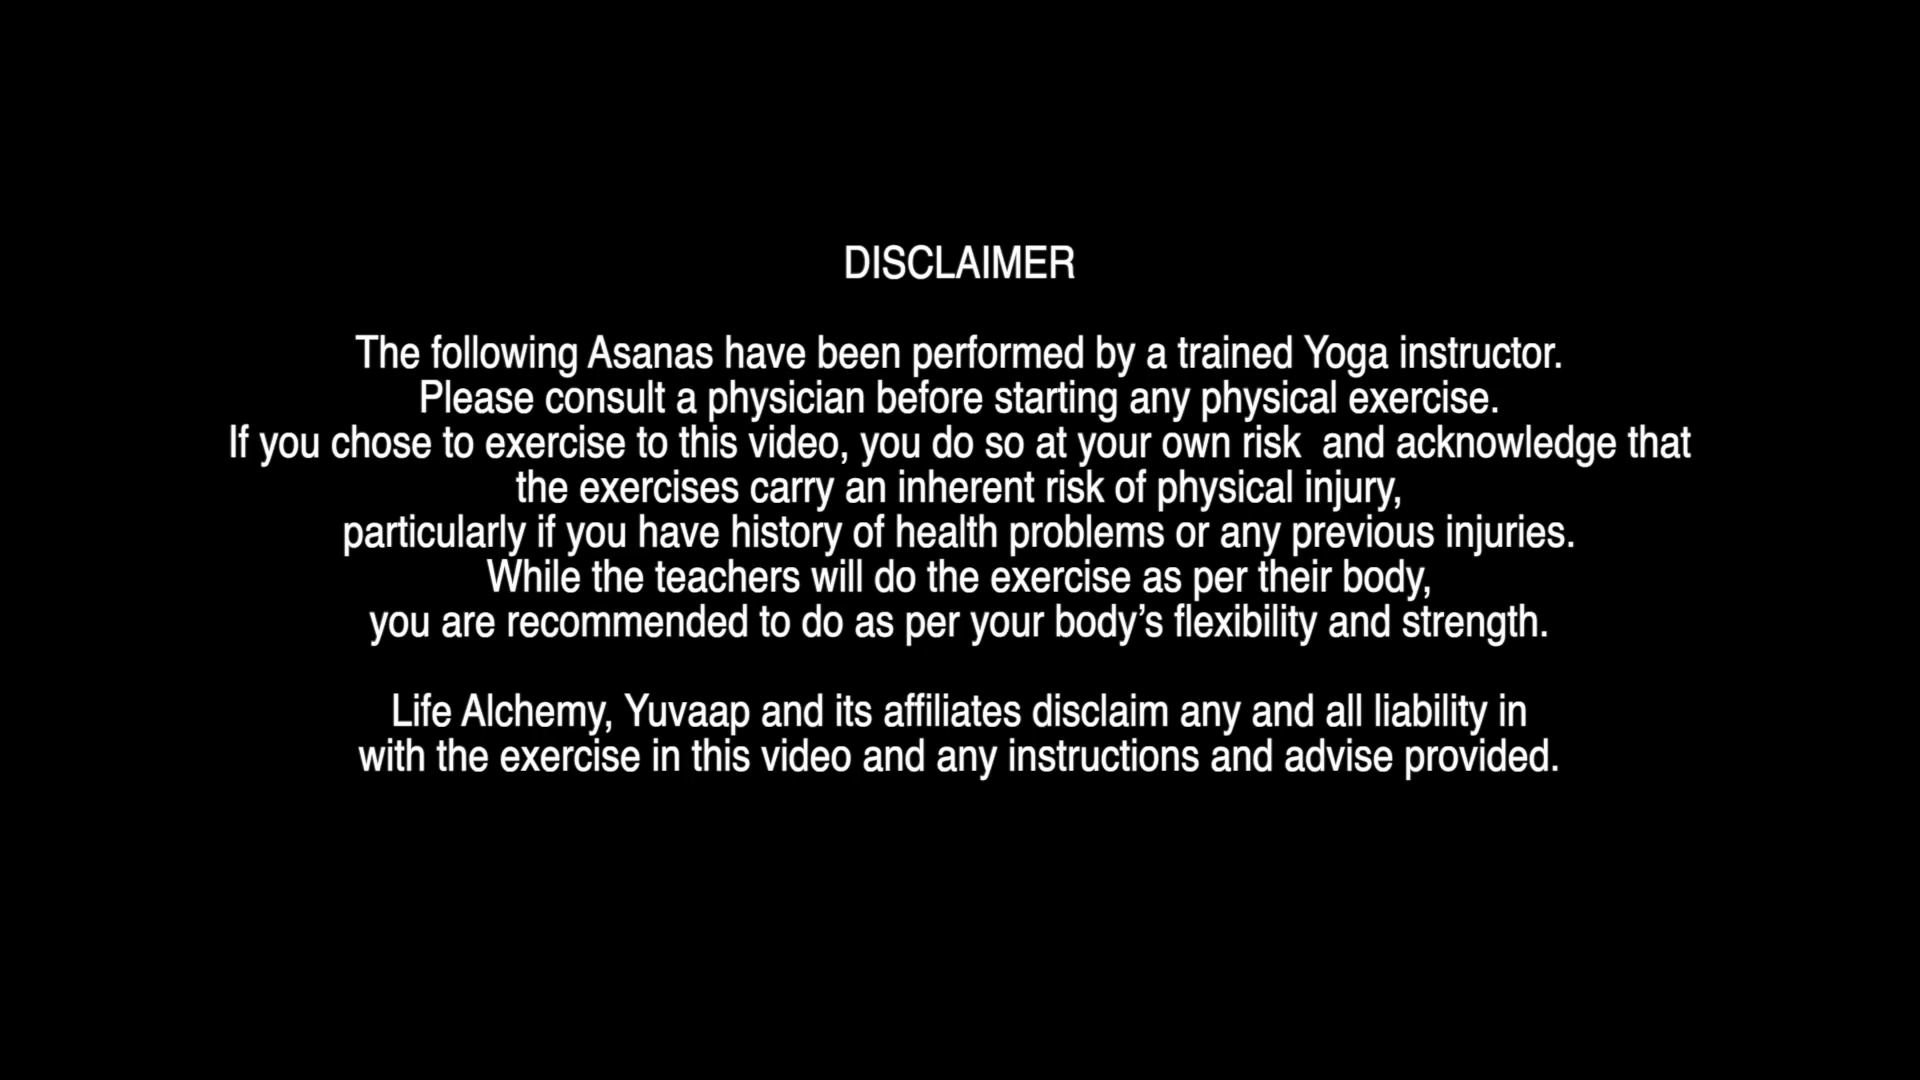 DISCLAIMER
The following Asanas have been performed by a trained Yoga instructor.
Please consult a physician before starting any physical exercise.
If you chose to exercise to this video, you do so at your own risk  and acknowledge that
the exercises carry an inherent risk of physical injury,
particularly if you have history of health problems or any previous injuries.
While the teachers will do the exercise as per their body,
you are recommended to do as per your body’s flexibility and strength.
Life Alchemy, Yuvaap and its affiliates disclaim any and all liability in
with the exercise in this video and any instructions and advise provided.